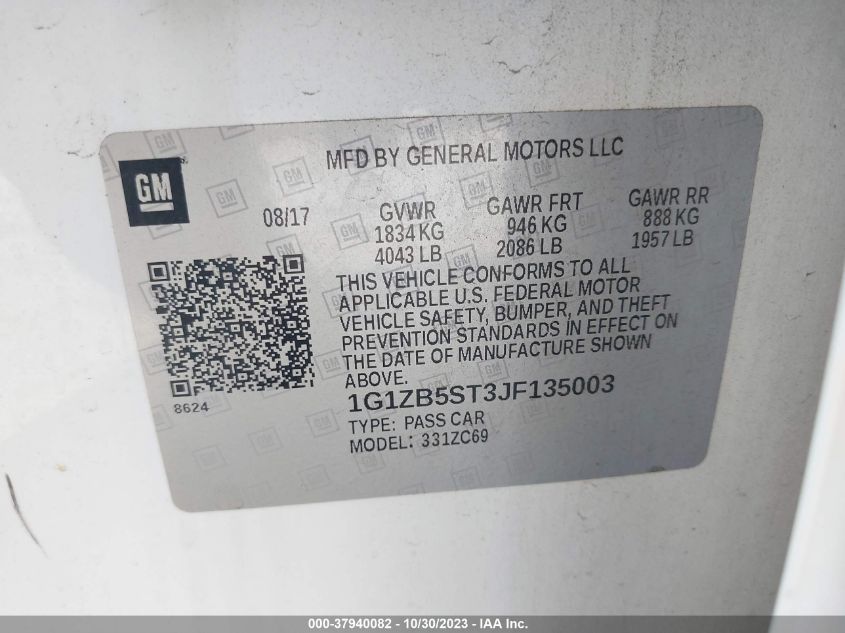 MFD BY GENERAL MOTORS LLC
GM
08/17
GVWR
1834 KG
4043 LB
GAWR FRT
946 KG
2086 LB
GAWR RR
888 KG
1957 LB
THIS VEHICLE CONFORMS TO ALL
APPLICABLE U.S. FEDERAL MOTOR
VEHICLE SAFETY, BUMPER, AND THEFT
PREVENTION STANDARDS IN EFFECT ON
THE DATE OF MANUFACTURE SHOWN
ABOVE.
8624
1G1ZB5ST3JF135003
TYPE: PASS CAR
MODEL: 331ZC69
000-37940082 - 10/30/2023 - IAA Inc.